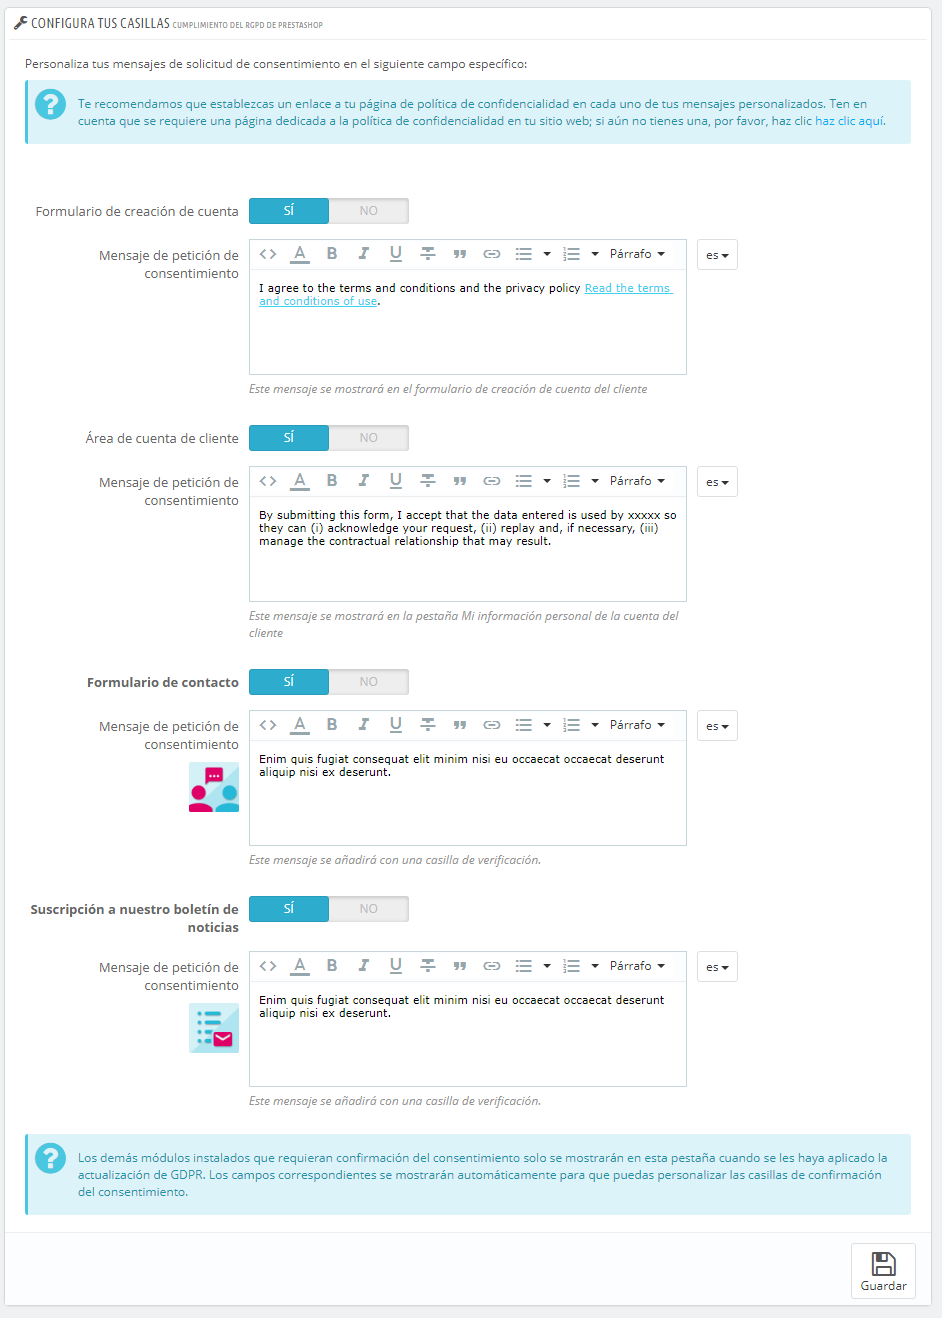 CONFIGURA TUS CASILLAS CUMPLIMIENTO DEL RGPD DE PRESTASHOP
Personaliza tus mensajes de solicitud de consentimiento en el siguiente campo específico:
Te recomendamos que establezcas un enlace a tu página de política de confidencialidad en cada uno de tus mensajes personalizados. Ten en
cuenta que se requiere una página dedicada a la política de confidencialidad en tu sitio web; si aún no tienes una, por favor, haz clic haz clic aquí.
Formulario de creación de cuenta
SÍ NO
Mensaje de petición de
consentimiento
Párrafo
es
I agree to the terms and conditions and the privacy policy Read the terms
and conditions of use.
Este mensaje se mostrará en el formulario de creación de cuenta del cliente
Área de cuenta de cliente
SÍ NO
Mensaje de petición de
consentimiento
Párrafo
es
By submitting this form, I accept that the data entered is used by xxxxx so
they can (i) acknowledge your request, (ii) replay and, if necessary, (iii)
manage the contractual relationship that may result.
Este mensaje se mostrará en la pestaña Mi información personal de la cuenta del
cliente
Formulario de contacto
SÍ NO
Mensaje de petición de
consentimiento
Párrafo
es
Enim quis fugiat consequat elit minim nisi eu occaecat occaecat deserunt
aliquip nisi ex deserunt.
Este mensaje se añadirá con una casilla de verificación.
Suscripción a nuestro boletín de
noticias
SÍ NO
Mensaje de petición de
consentimiento
Párrafo
es
Enim quis fugiat consequat elit minim nisi eu occaecat occaecat deserunt
aliquip nisi ex deserunt.
Este mensaje se añadirá con una casilla de verificación.
Los demás módulos instalados que requieran confirmación del consentimiento solo se mostrarán en esta pestaña cuando se les haya aplicado la
actualización de GDPR. Los campos correspondientes se mostrarán automáticamente para que puedas personalizar las casillas de confirmación
del consentimiento.
Guardar